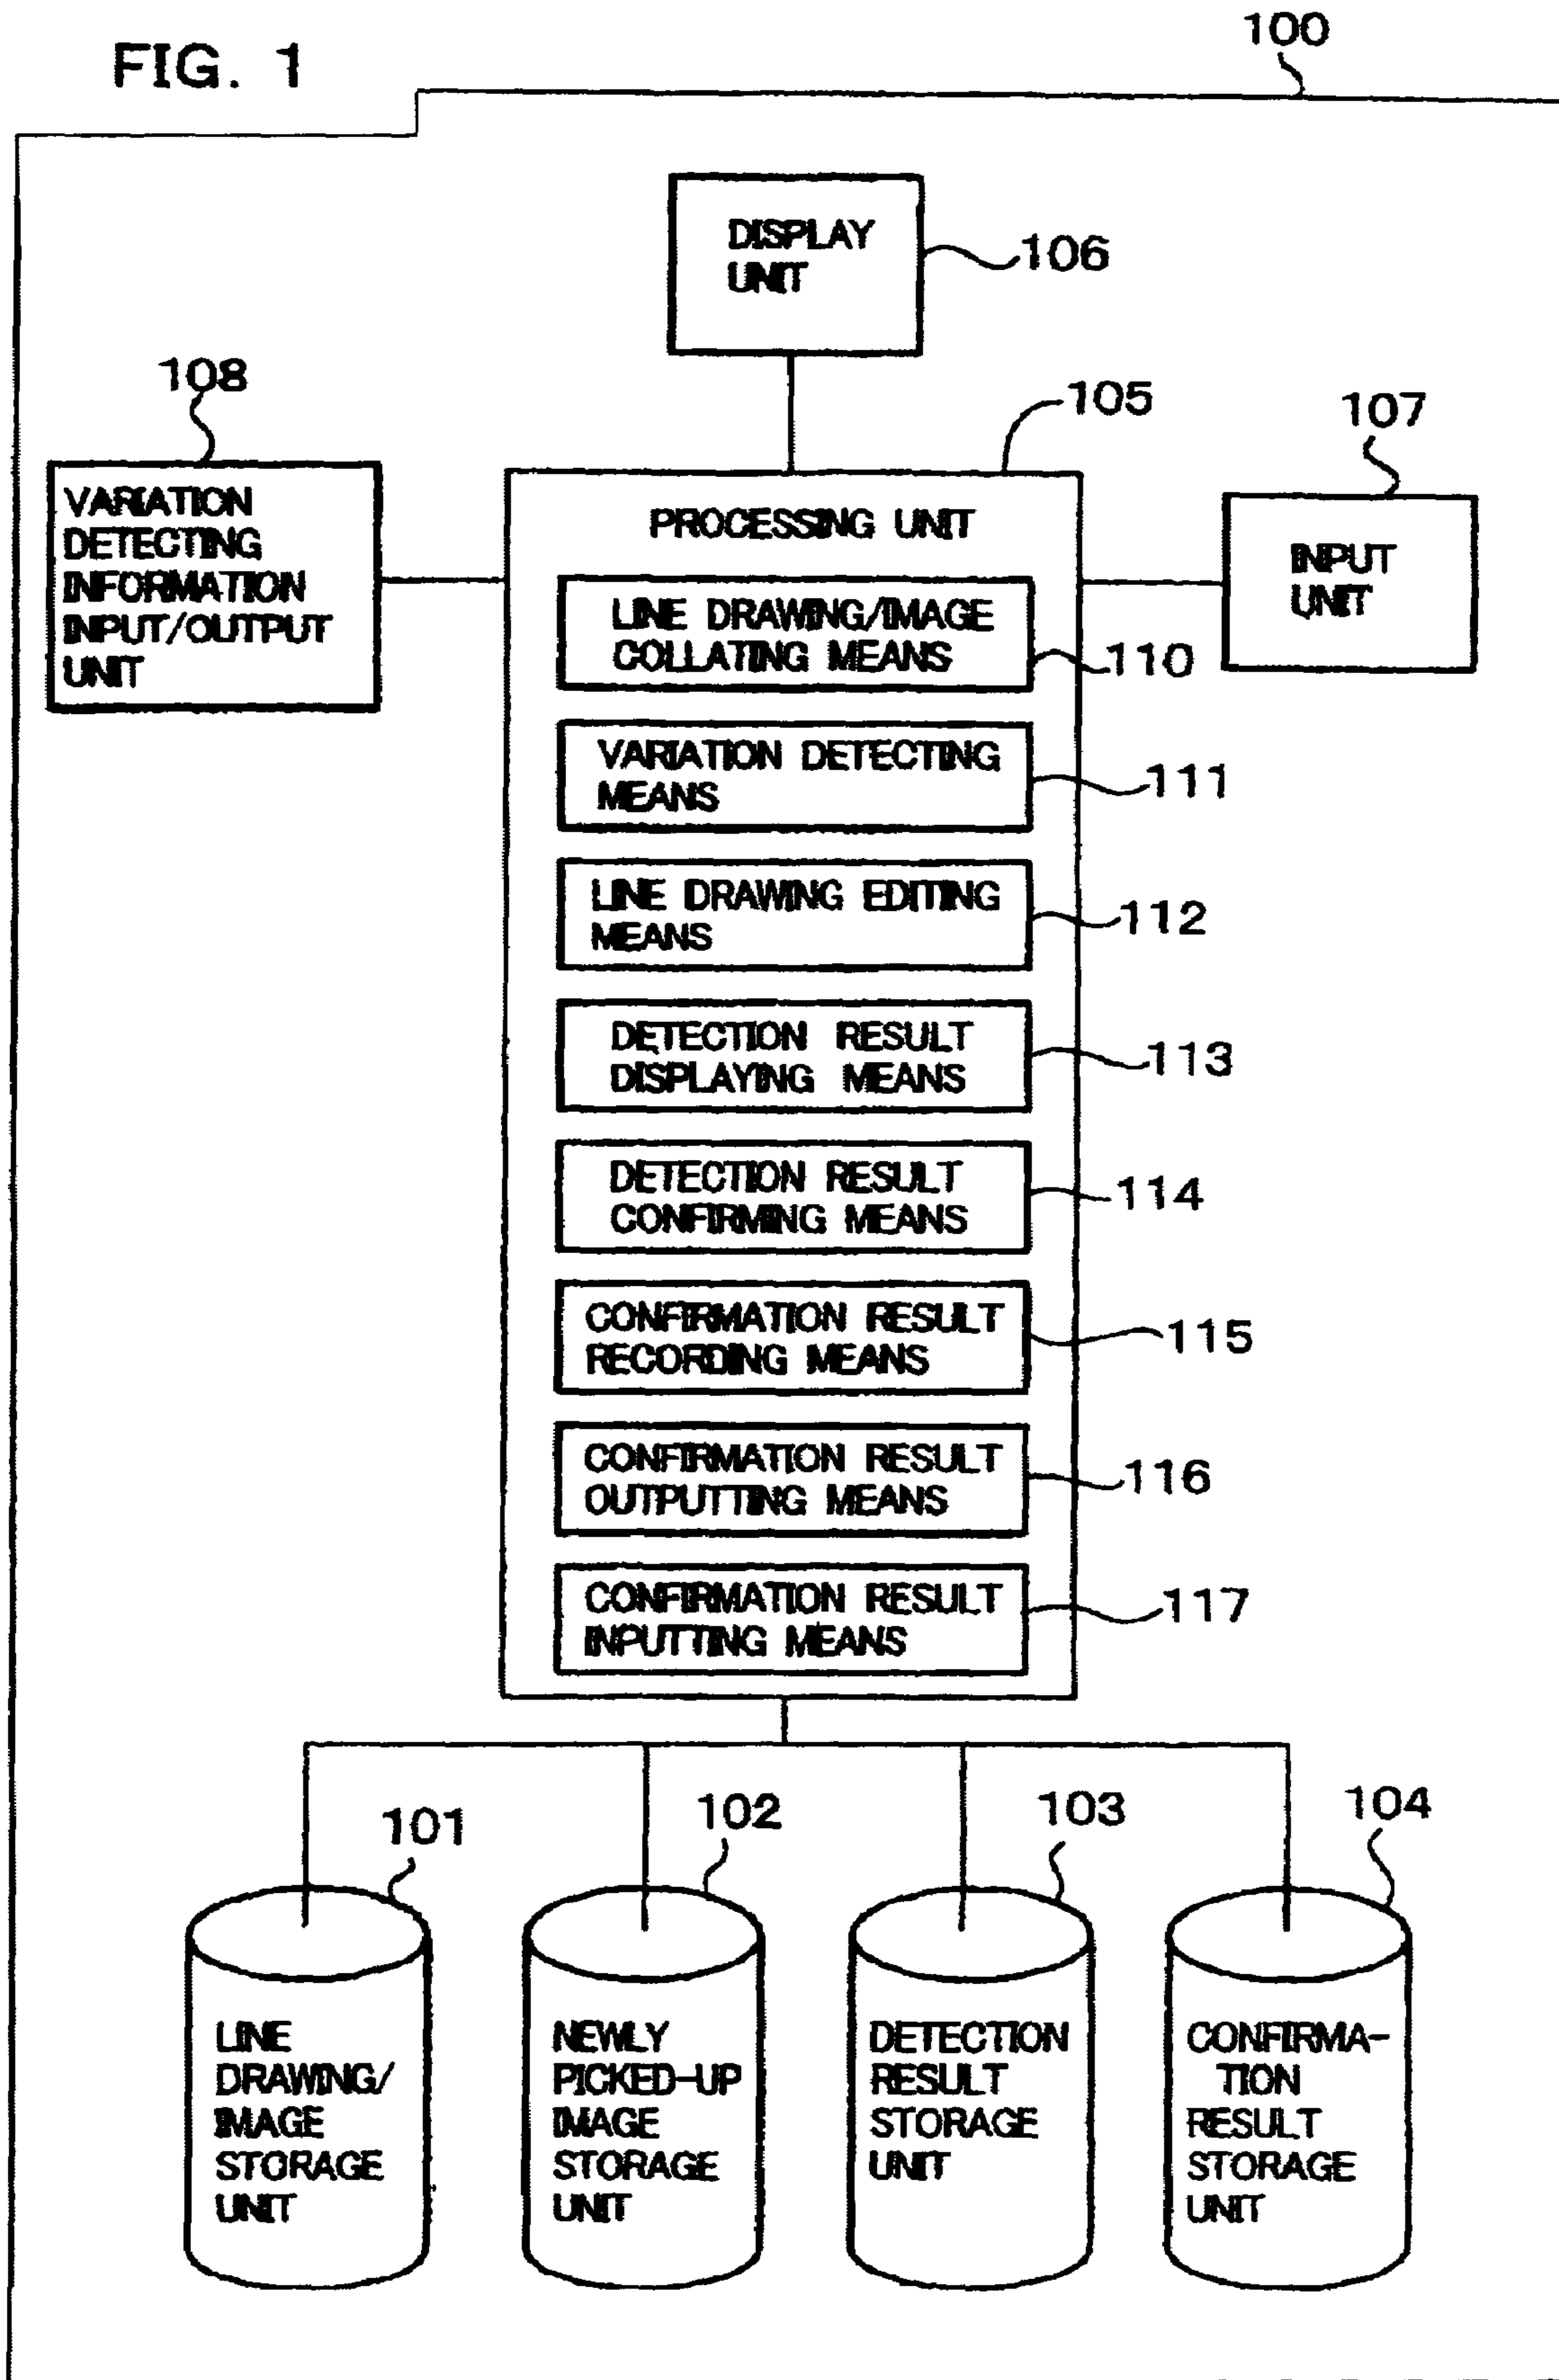 FIG. 1
100
DISPLAY
UNIT
106
108
105
107
VARIATION
DETECTING
INFORMATION
INPUT/OUTPUT
UNIT
PROCESSING UNIT
INPUT
UNIT
LINE DRAWING/IMAGE
COLLATING MEANS
110
VARIATION DETECTING
MEANS
111
LINE DRAWING EDITING
MEANS
112
DETECTION RESULT
DISPLAYING MEANS
113
DETECTION RESULT
CONFIRMING MEANS
114
CONFIRMATION RESULT
RECORDING MEANS
115
CONFIRMATION RESULT
OUTPUTTING MEANS
116
CONFIRMATION RESULT
INPUTTING MEANS
117
101
102
103
104
LINE
DRAWING/
IMAGE
STORAGE
UNIT
NEWLY
PICKED-UP
IMAGE
STORAGE
UNIT
DETECTION
RESULT
STORAGE
UNIT
CONFIRMA-
TION
RESULT
STORAGE
UNIT